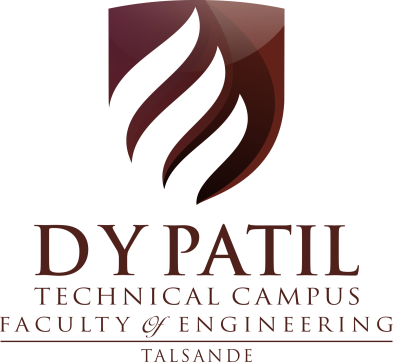 DY PATIL
TECHNICAL CAMPUS
FACULTY of ENGINEERING
TALSANDE